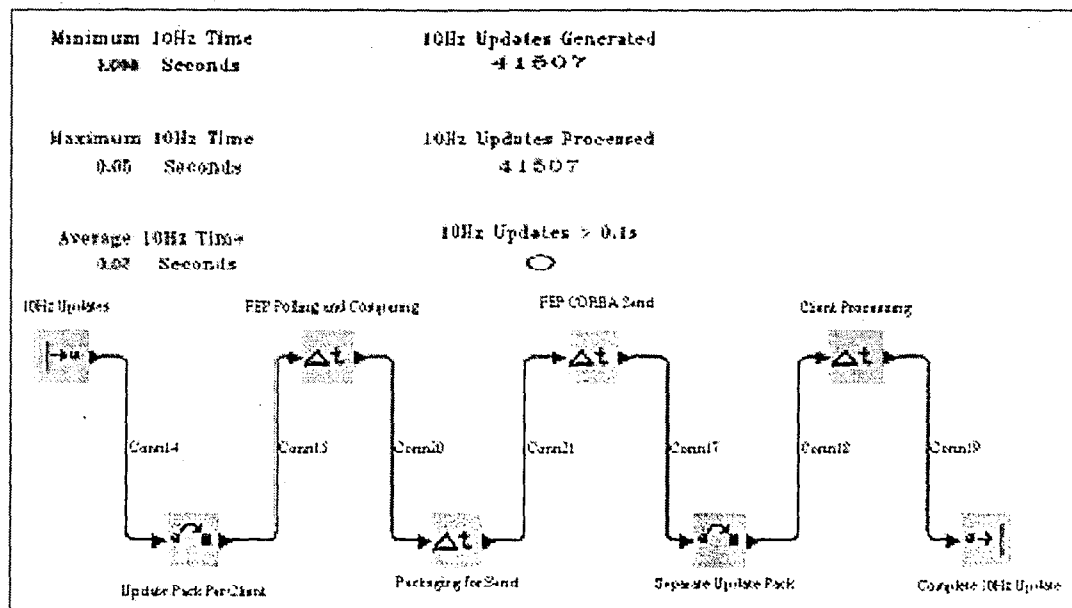 Minimum 10Hz Time
Seconds
10Hz Updates Generated
41507
Maximum 10Hz Time
0.05 Seconds
10Hz Updates Processed
41507
Average 10Hz Time
0.02 Seconds
10Hz Updates > 0.1s
0
10Hz Updates
FEP Polling and Comparing
FEP CORBA Send
Client Processing
Conn14
Conn15
Conn20
Conn21
Conn17
Conn18
Conn19
Update Pack Per Client
Packaging for Send
Separate Update Pack
Complete 10Hz Update